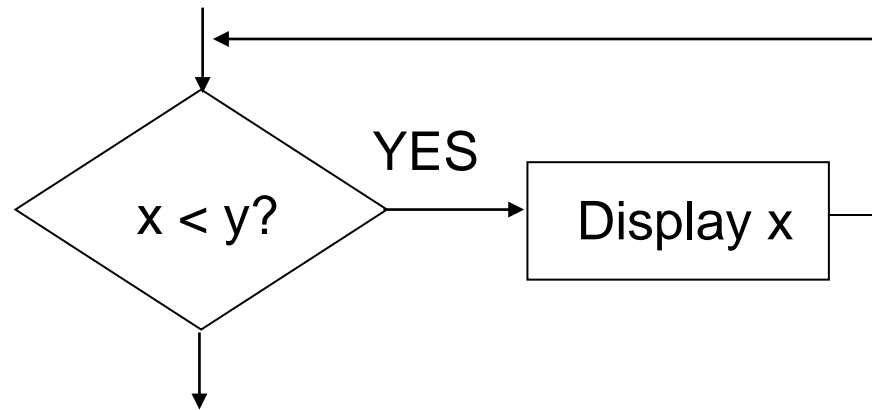 YES
x < y?
Display x